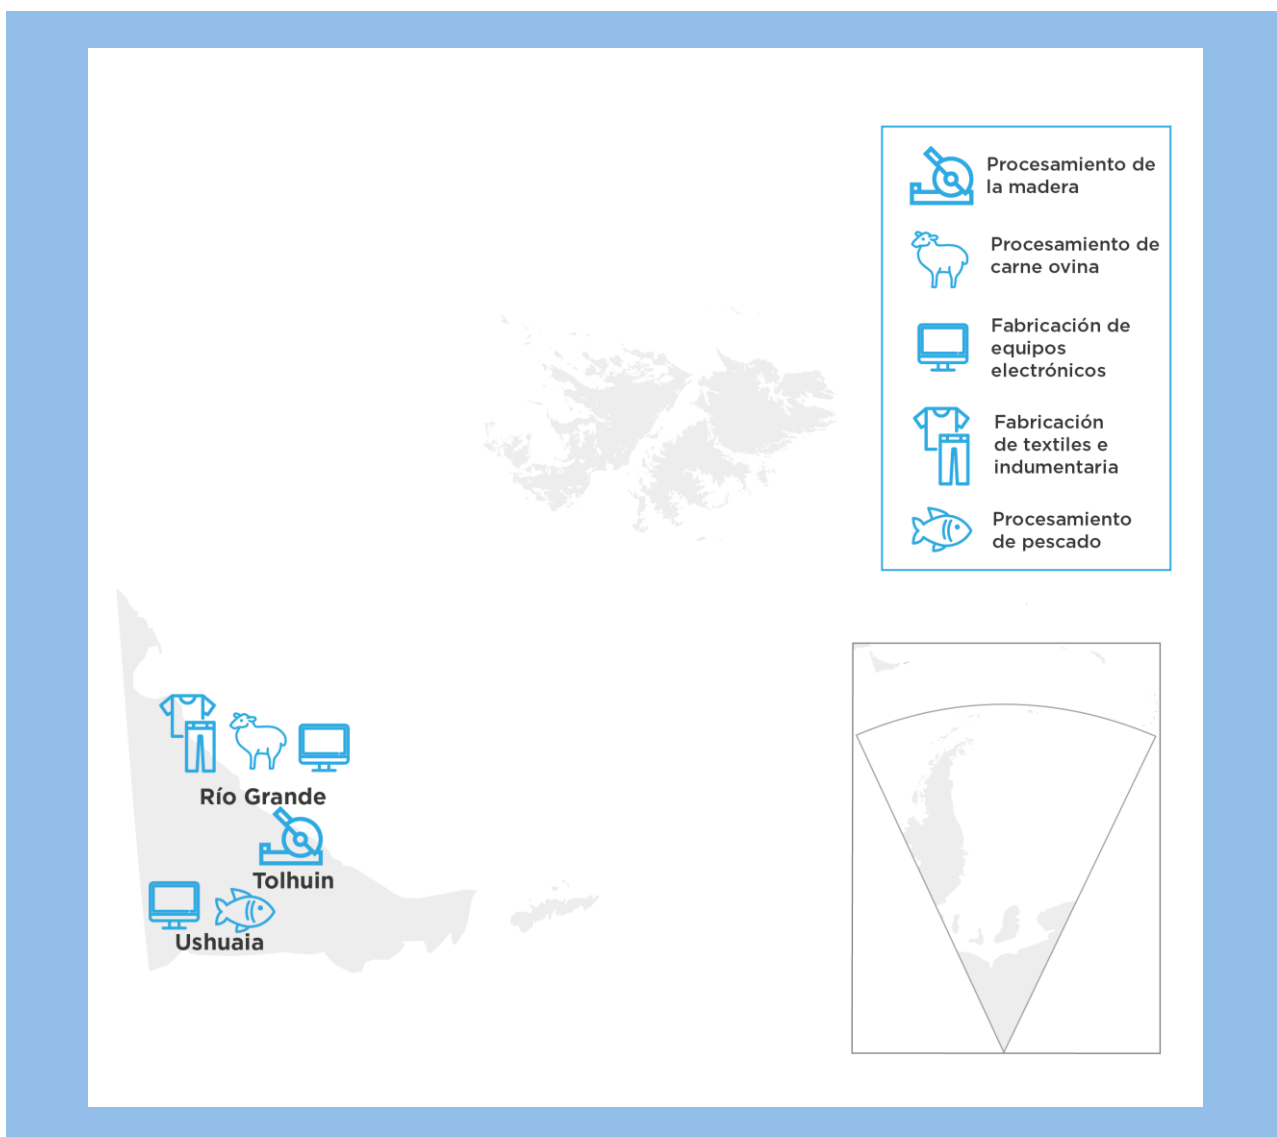 Procesamiento de
la madera
Procesamiento de
carne ovina
Fabricación de
equipos
electrónicos
Fabricación
de textiles e
indumentaria
Procesamiento
de pescado
Río Grande
Tolhuin
Ushuaia